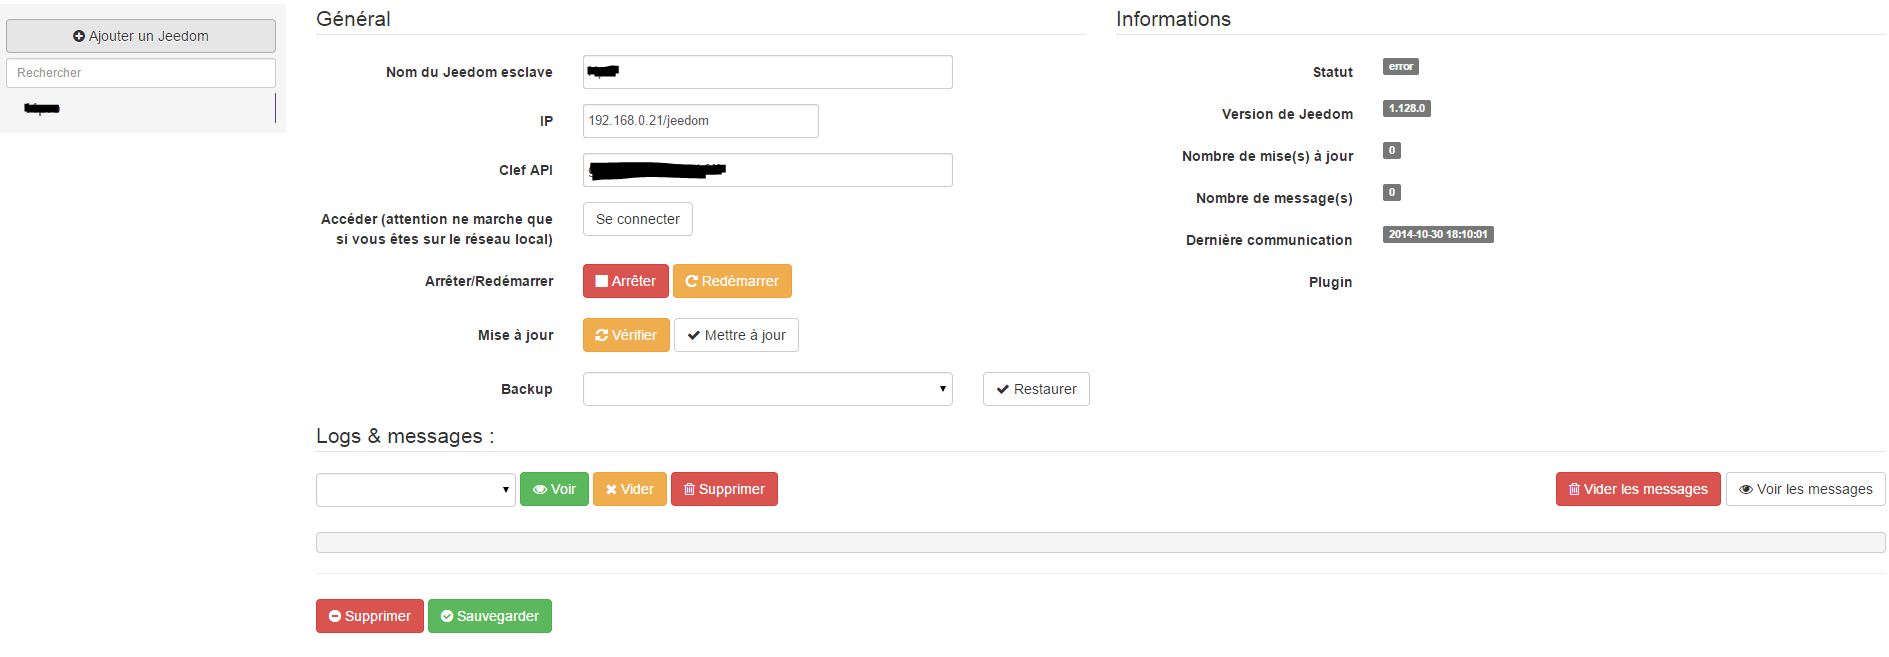 Ajouter un Jeedom
Rechercher
Général
Nom du Jeedom esclave
IP
192.168.0.21/jeedom
Clef API
Accéder (attention ne marche que
si vous êtes sur le réseau local)
Se connecter
Arrêter/Redémarrer
Arrêter
Redémarrer
Mise à jour
Vérifier
Mettre à jour
Backup
Restaurer
Informations
Statut
error
Version de Jeedom
1.128.0
Nombre de mise(s) à jour
0
Nombre de message(s)
0
Dernière communication
2014-10-30 18:10:01
Plugin
Logs & messages :
Voir
Vider
Supprimer
Vider les messages
Voir les messages
Supprimer
Sauvegarder